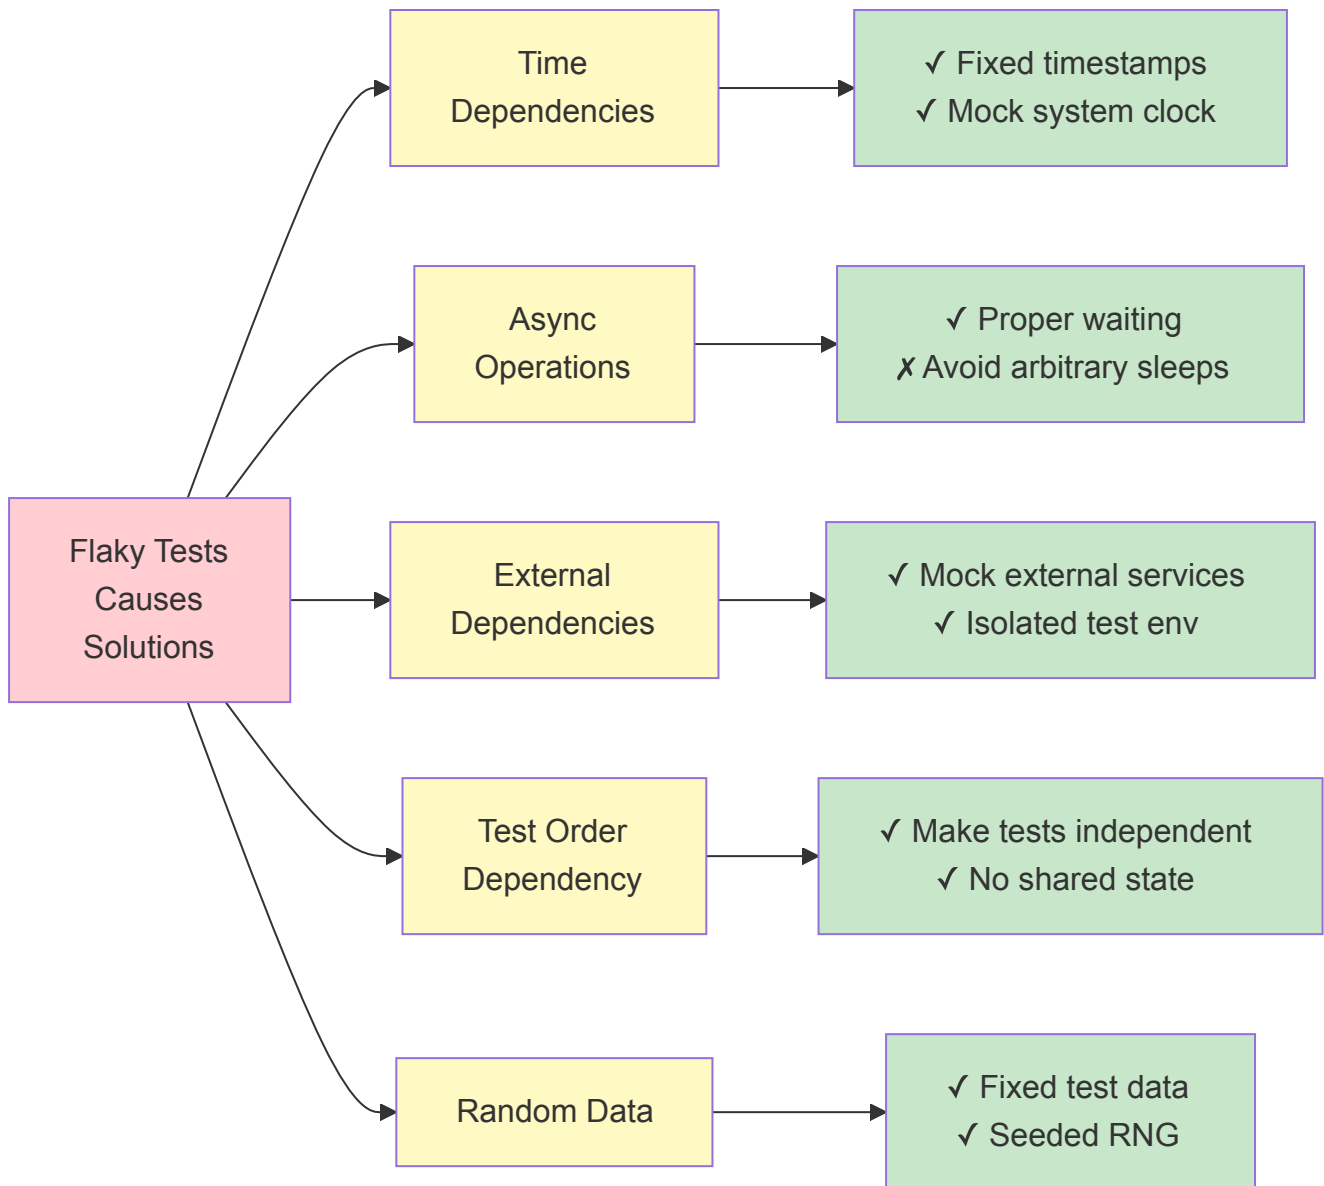 Time
Dependencies
✓ Fixed timestamps
✓ Mock system clock
Async
Operations
✓ Proper waiting
✗ Avoid arbitrary sleeps
Flaky Tests
Causes
Solutions
External
Dependencies
✓ Mock external services
✓ Isolated test env
Test Order
Dependency
✓ Make tests independent
✓ No shared state
Random Data
✓ Fixed test data
✓ Seeded RNG